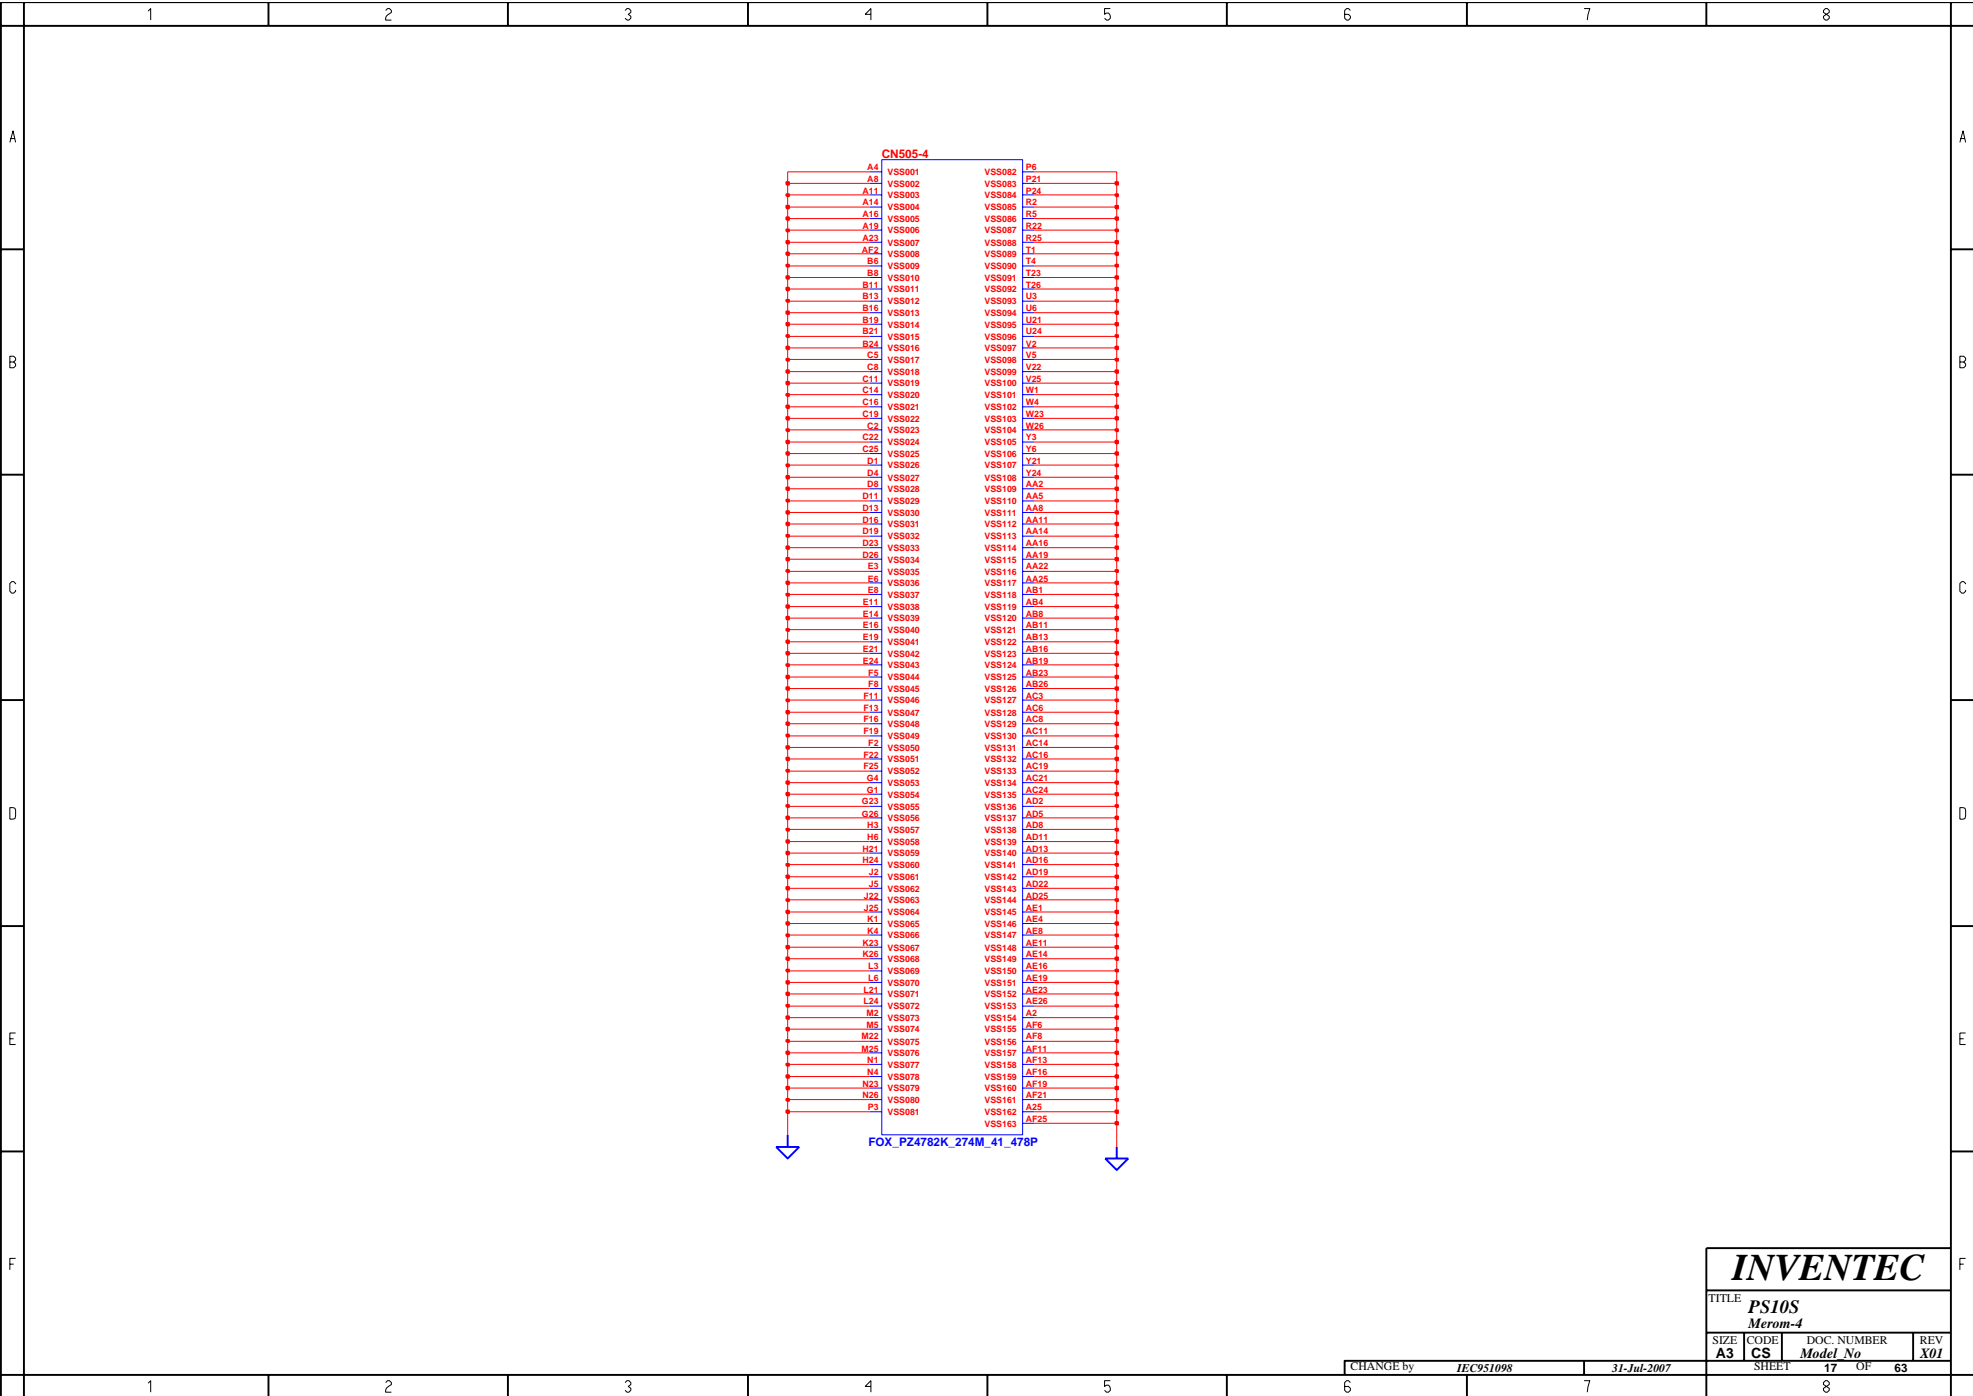 1 2 3 4 5 6 7 8
A A
CN505-4
A4 VSS001 VSS082 P6
A8 VSS002 VSS083 P21
A11 VSS003 VSS084 P24
A14 VSS004 VSS085 R2
A16 VSS005 VSS086 R5
A19 VSS006 VSS087 R22
A23 VSS007 VSS088 R25
AF2 VSS008 VSS089 T1
B6 VSS009 VSS090 T4
B8 VSS010 VSS091 T23
B11 VSS011 VSS092 T26
B13 VSS012 VSS093 U3
B16 VSS013 VSS094 U6
B19 VSS014 VSS095 U21
B21 VSS015 VSS096 U24
B24 VSS016 VSS097 V2
C5 VSS017 VSS098 V5
B B
C8 VSS018 VSS099 V22
C11 VSS019 VSS100 V25
C14 VSS020 VSS101 W1
C16 VSS021 VSS102 W4
C19 VSS022 VSS103 W23
C2 VSS023 VSS104 W26
C22 VSS024 VSS105 Y3
C25 VSS025 VSS106 Y6
D1 VSS026 VSS107 Y21
D4 VSS027 VSS108 Y24
D8 VSS028 VSS109 AA2
D11 VSS029 VSS110 AA5
D13 VSS030 VSS111 AA8
D16 VSS031 VSS112 AA11
D19 VSS032 VSS113 AA14
D23 VSS033 VSS114 AA16
D26 VSS034 VSS115 AA19
E3 VSS035 VSS116 AA22
E6 VSS036 VSS117 AA25
C C
E8 VSS037 VSS118 AB1
E11 VSS038 VSS119 AB4
E14 VSS039 VSS120 AB8
E16 VSS040 VSS121 AB11
E19 VSS041 VSS122 AB13
E21 VSS042 VSS123 AB16
E24 VSS043 VSS124 AB19
F5 VSS044 VSS125 AB23
F8 VSS045 VSS126 AB26
F11 VSS046 VSS127 AC3
F13 VSS047 VSS128 AC6
F16 VSS048 VSS129 AC8
F19 VSS049 VSS130 AC11
F2 VSS050 VSS131 AC14
F22 VSS051 VSS132 AC16
F25 VSS052 VSS133 AC19
G4 VSS053 VSS134 AC21
G1 VSS054 VSS135 AC24
G23 VSS055 VSS136 AD2
D D
G26 VSS056 VSS137 AD5
H3 VSS057 VSS138 AD8
H6 VSS058 VSS139 AD11
H21 VSS059 VSS140 AD13
H24 VSS060 VSS141 AD16
J2 VSS061 VSS142 AD19
J5 VSS062 VSS143 AD22
J22 VSS063 VSS144 AD25
J25 VSS064 VSS145 AE1
K1 VSS065 VSS146 AE4
K4 VSS066 VSS147 AE8
K23 VSS067 VSS148 AE11
K26 VSS068 VSS149 AE14
L3 VSS069 VSS150 AE16
L6 VSS070 VSS151 AE19
L21 VSS071 VSS152 AE23
L24 VSS072 VSS153 AE26
M2 VSS073 VSS154 A2
M5 VSS074 VSS155 AF6
E E
M22 VSS075 VSS156 AF8
M25 VSS076 VSS157 AF11
N1 VSS077 VSS158 AF13
N4 VSS078 VSS159 AF16
N23 VSS079 VSS160 AF19
N26 VSS080 VSS161 AF21
P3 VSS081 VSS162 A25
VSS163 AF25
FOX_PZ4782K_274M_41_478P
F F
INVENTEC
TITLE PS10S
Merom-4
SIZE CODE DOC. NUMBER REV
A3 CS Model_No X01
CHANGE by IEC951098 31-Jul-2007 SHEET 17 OF 63
1 2 3 4 5 6 7 8